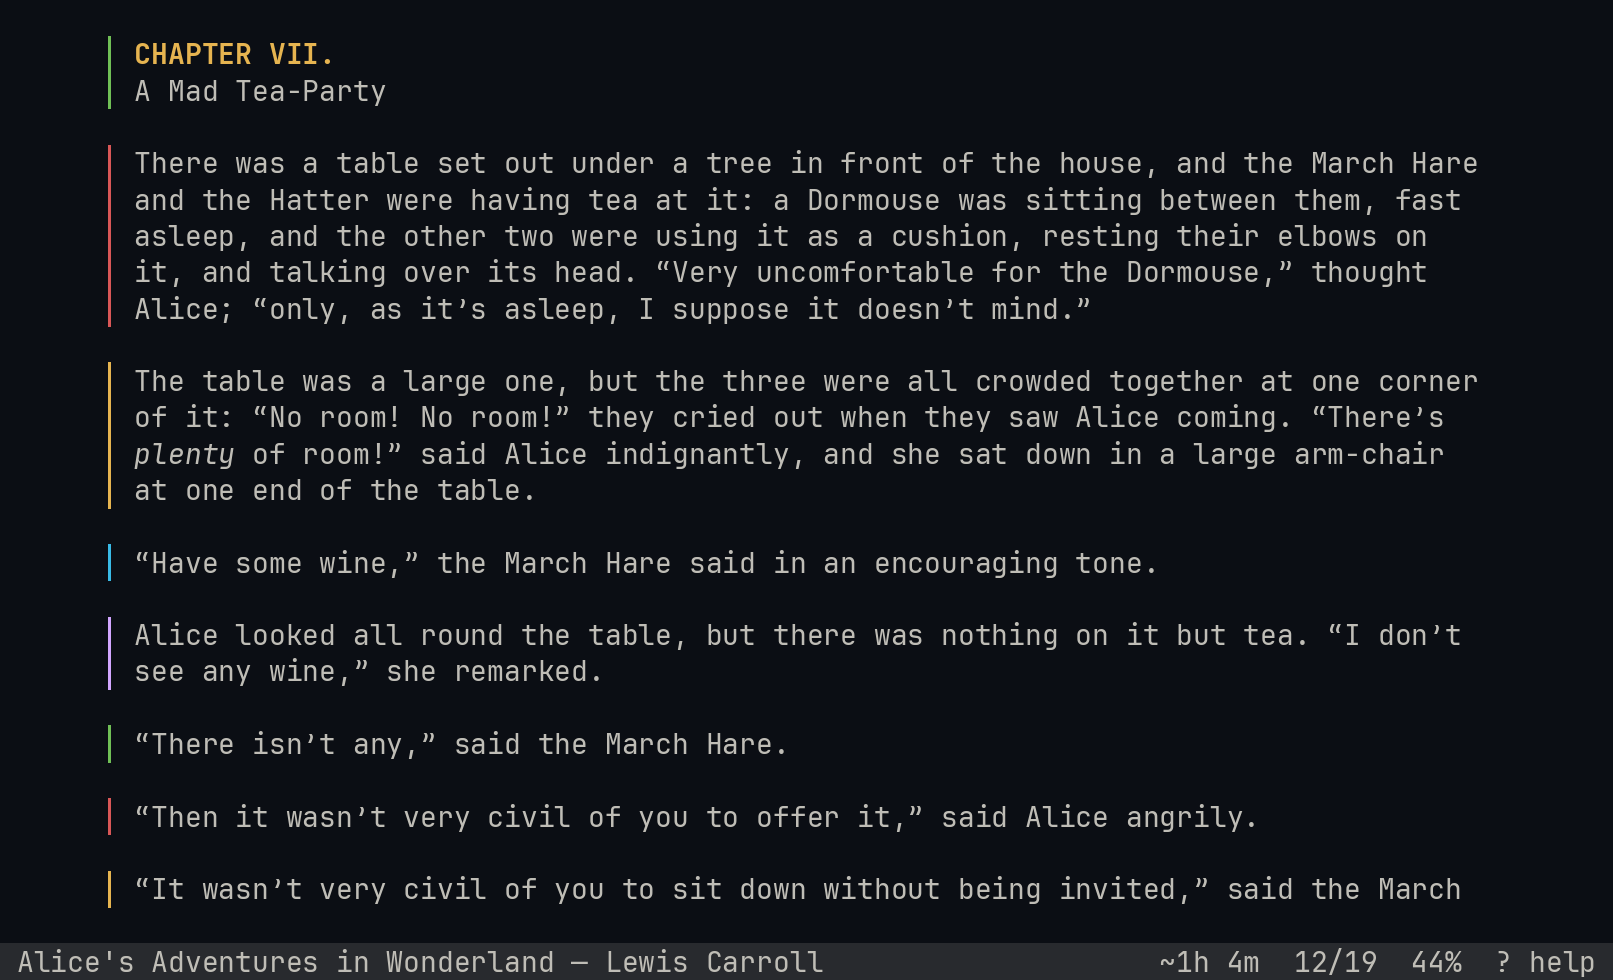 CHAPTER VII.
A Mad Tea-Party
There was a table set out under a tree in front of the house, and the March Hare
and the Hatter were having tea at it: a Dormouse was sitting between them, fast
asleep, and the other two were using it as a cushion, resting their elbows on
it, and talking over its head. “Very uncomfortable for the Dormouse,” thought
Alice; “only, as it’s asleep, I suppose it doesn’t mind.”
The table was a large one, but the three were all crowded together at one corner
of it: “No room! No room!” they cried out when they saw Alice coming. “There’s
plenty of room!” said Alice indignantly, and she sat down in a large arm-chair
at one end of the table.
“Have some wine,” the March Hare said in an encouraging tone.
Alice looked all round the table, but there was nothing on it but tea. “I don’t
see any wine,” she remarked.
“There isn’t any,” said the March Hare.
“Then it wasn’t very civil of you to offer it,” said Alice angrily.
“It wasn’t very civil of you to sit down without being invited,” said the March
Alice's Adventures in Wonderland — Lewis Carroll ~1h 4m 12/19 44% ? help